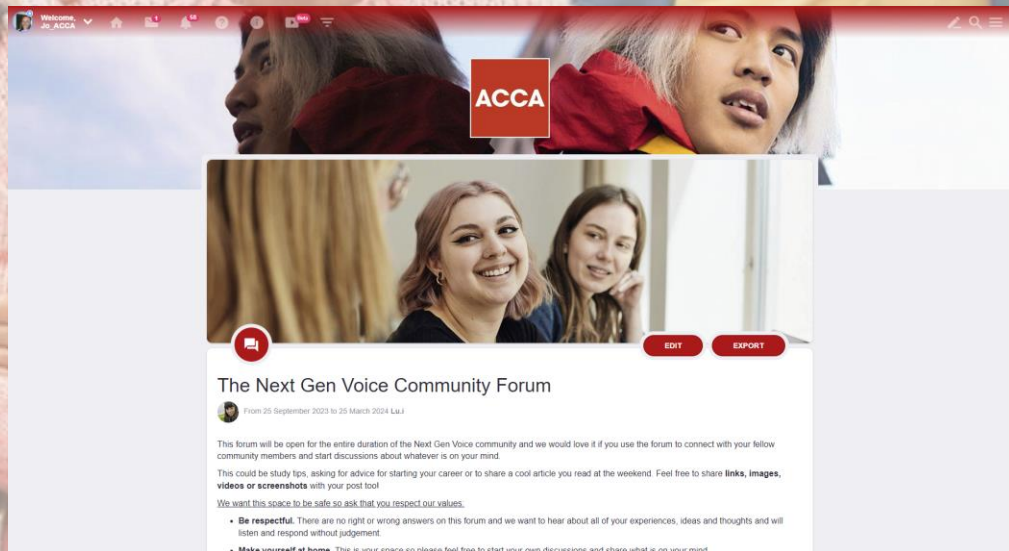 Welcome,
Jo_ACCA
1
58
Beta
ACCA
EDIT
EXPORT
The Next Gen Voice Community Forum
From 25 September 2023 to 25 March 2024 Lu.i
This forum will be open for the entire duration of the Next Gen Voice community and we would love it if you use the forum to connect with your fellow
community members and start discussions about whatever is on your mind.
This could be study tips, asking for advice for starting your career or to share a cool article you read at the weekend. Feel free to share links, images,
videos or screenshots with your post too!
We want this space to be safe so ask that you respect our values.
• Be respectful. There are no right or wrong answers on this forum and we want to hear about all of your experiences, ideas and thoughts and will
listen and respond without judgement.
• Make yourself at home. This is your space so please feel free to start your own discussions and share what is on your mind.